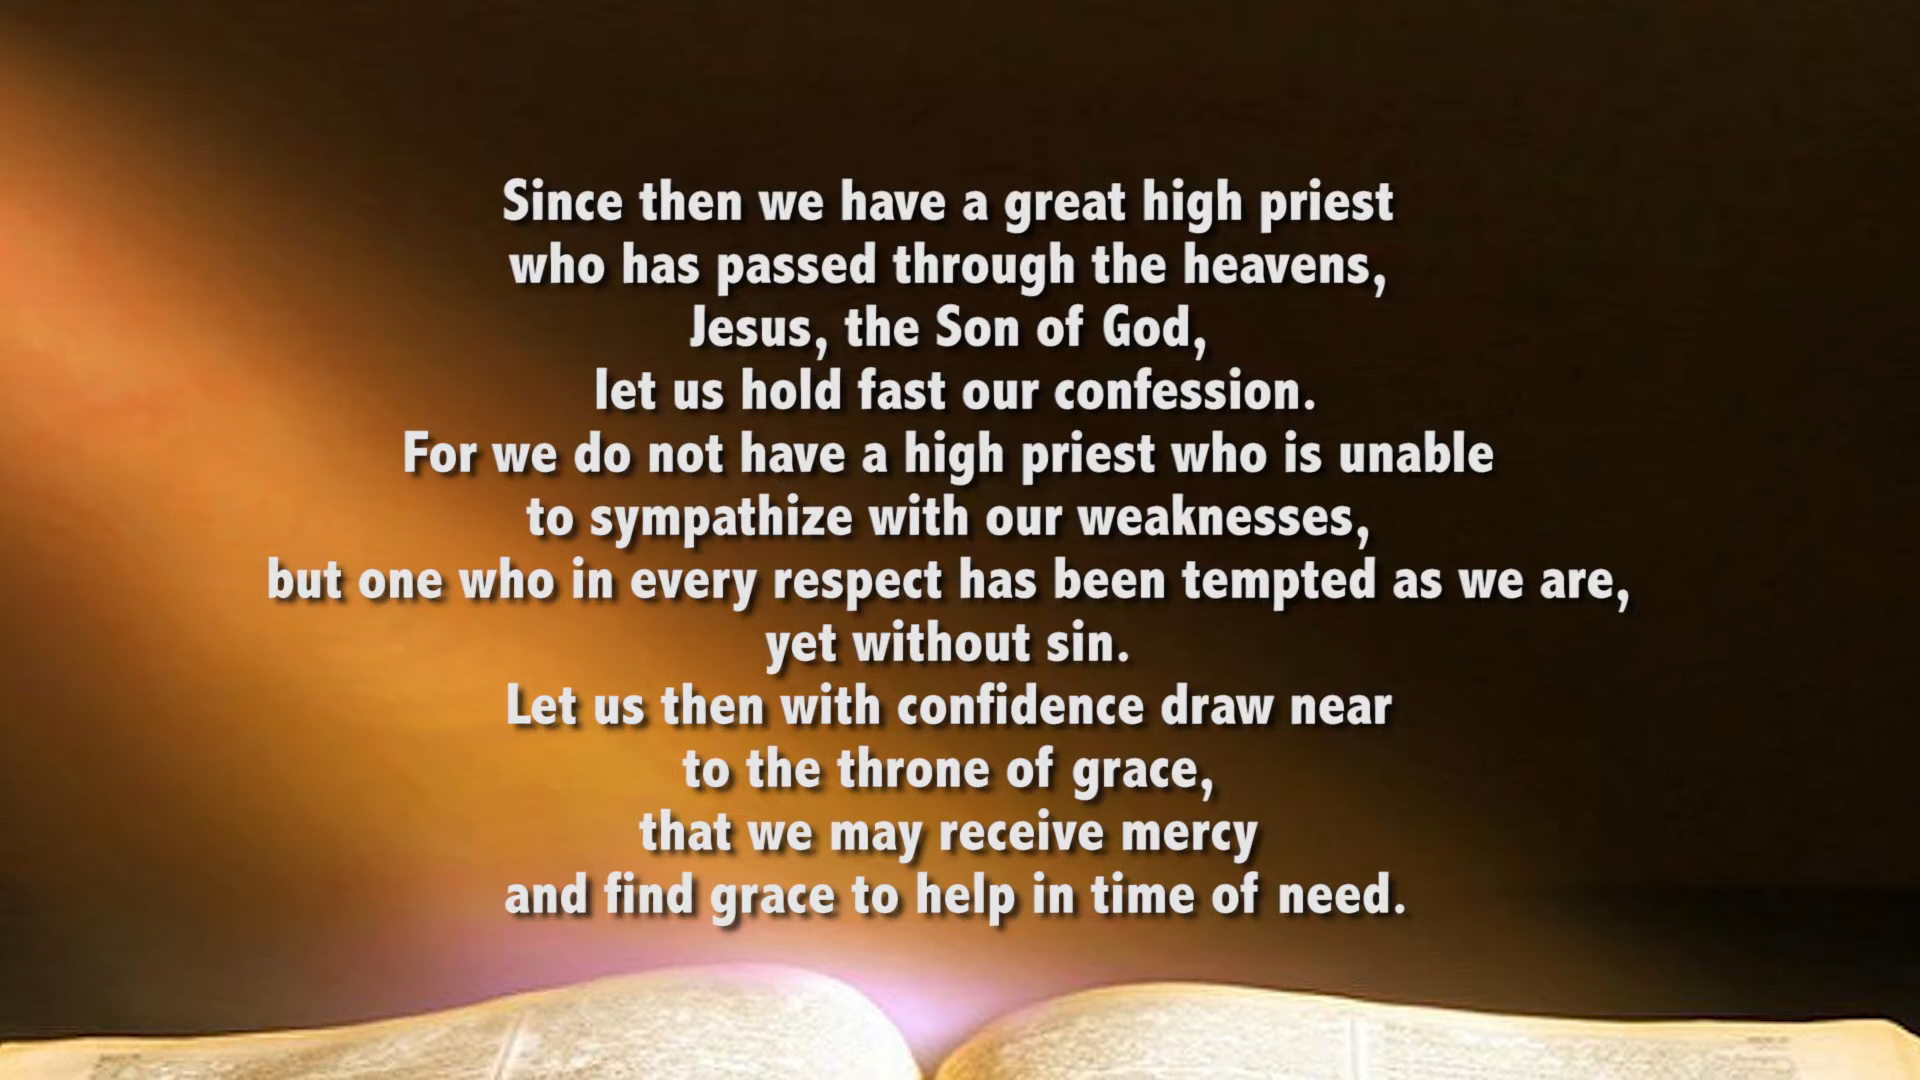 Since then we have a great high priest
who has passed through the heavens,
Jesus, the Son of God,
let us hold fast our confession.
For we do not have a high priest who is unable
to sympathize with our weaknesses,
but one who in every respect has been tempted as we are,
yet without sin.
Let us then with confidence draw near
to the throne of grace,
that we may receive mercy
and find grace to help in time of need.